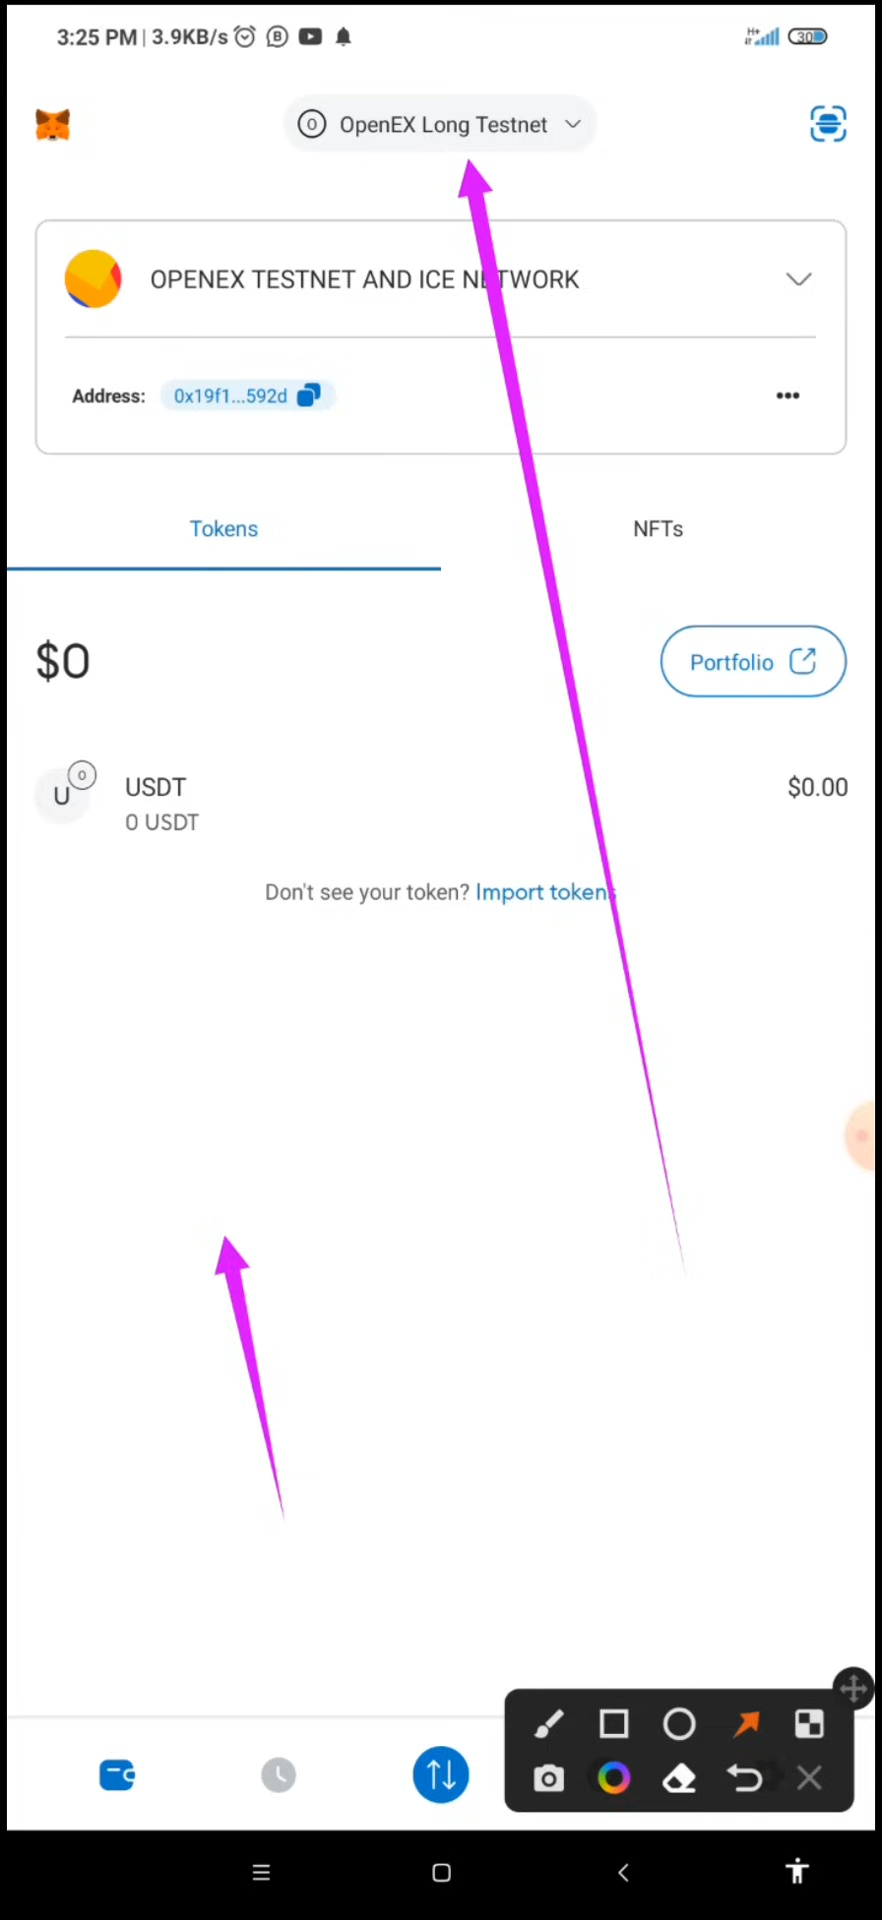 3:25 PM | 3.9KB/s
H+
30
OpenEX Long Testnet
OPENEX TESTNET AND ICE NETWORK
Address: 0x19f1...592d
Tokens
NFTs
$0
Portfolio
U
O
USDT
$0.00
0 USDT
Don't see your token? Import tokens